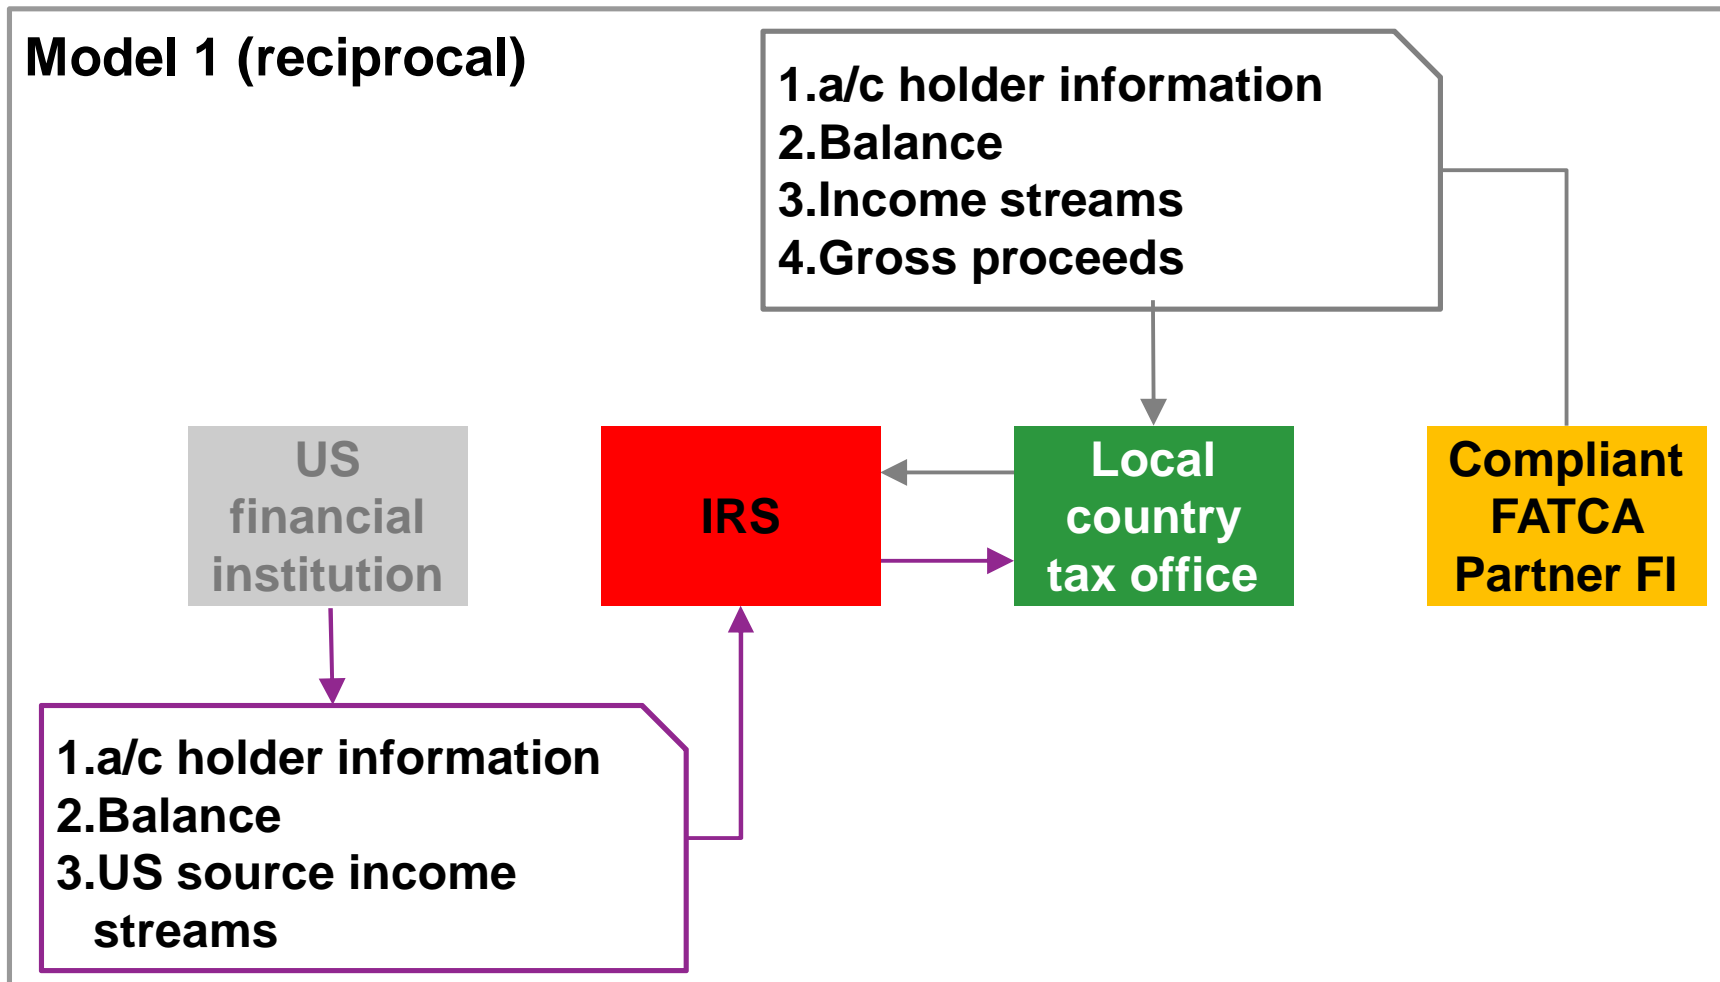 Model 1 (reciprocal)
1.a/c holder information
2.Balance
3.Income streams
4.Gross proceeds
US
financial
institution
IRS
Local
country
tax office
Compliant
FATCA
Partner FI
1.a/c holder information
2.Balance
3.US source income
streams